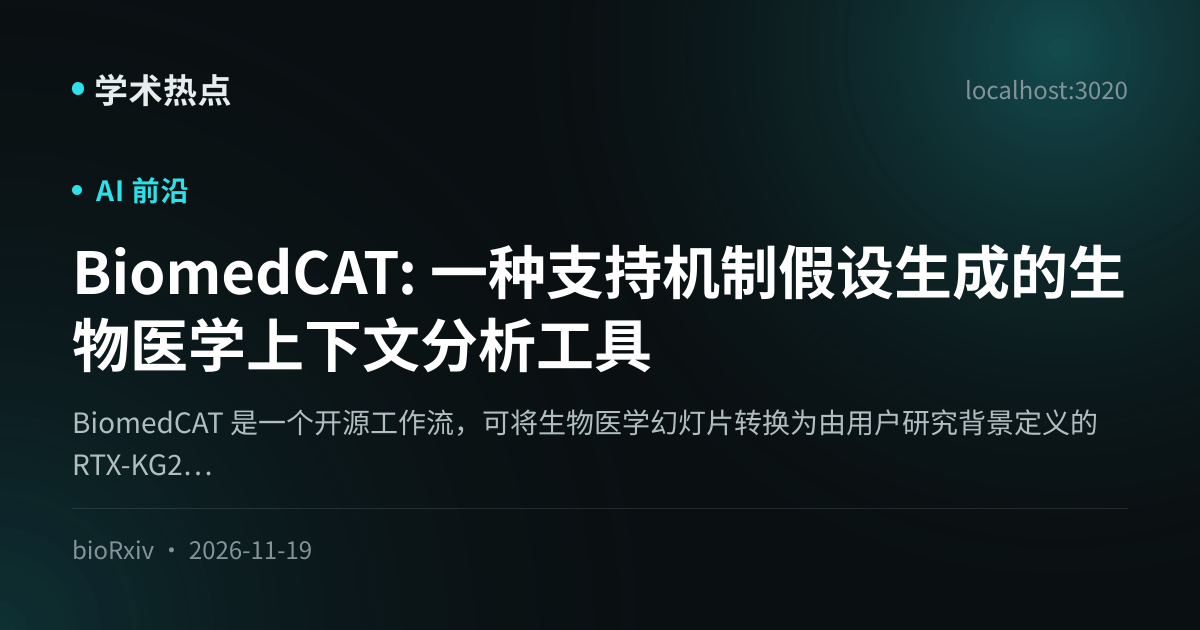 学术热点
localhost:3020
AI 前沿
BiomedCAT: 一种支持机制假设生成的生
物医学上下文分析工具
BiomedCAT 是一个开源工作流，可将生物医学幻灯片转换为由用户研究背景定义的
RTX-KG2…
bioRxiv · 2026-11-19